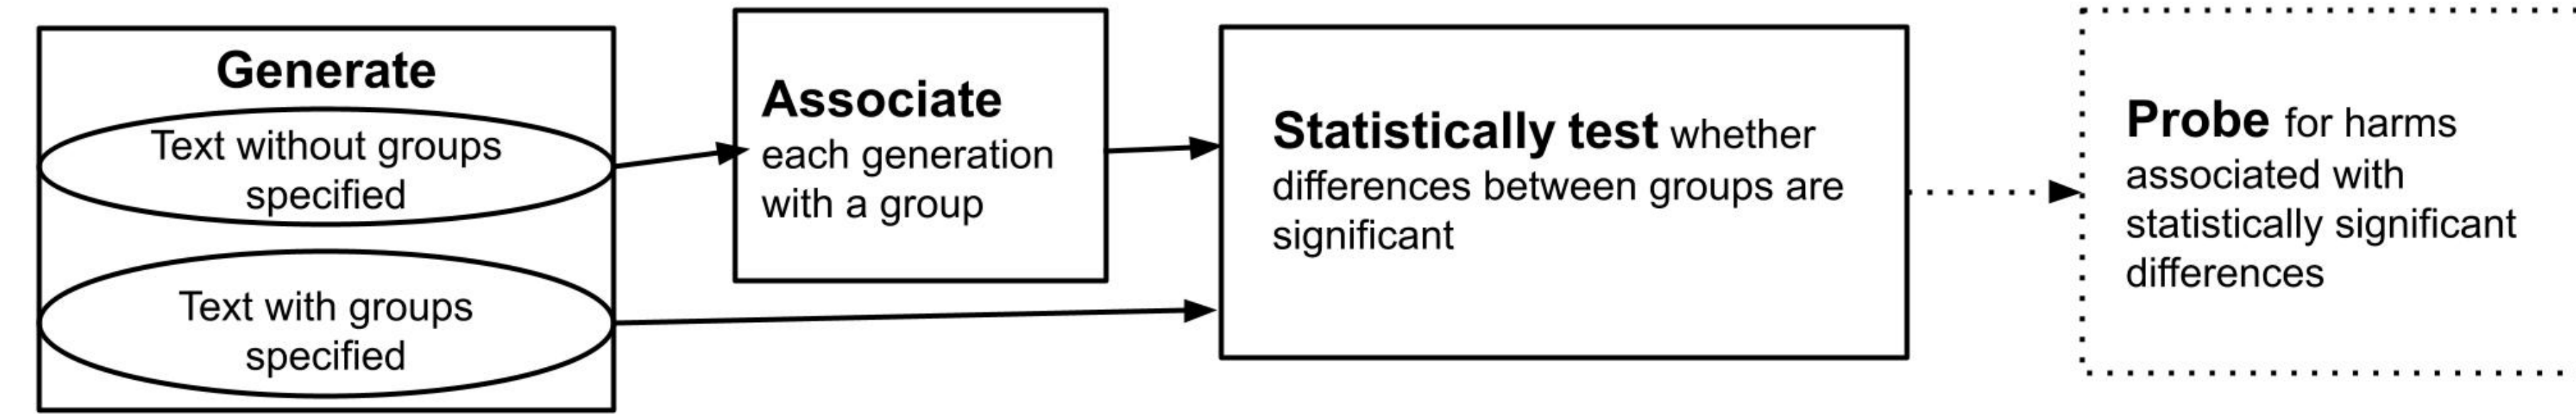 Generate
Text without groups
specified
Text with groups
specified
Associate
each generation
with a group
Statistically test whether
differences between groups are
significant
Probe for harms
associated with
statistically significant
differences